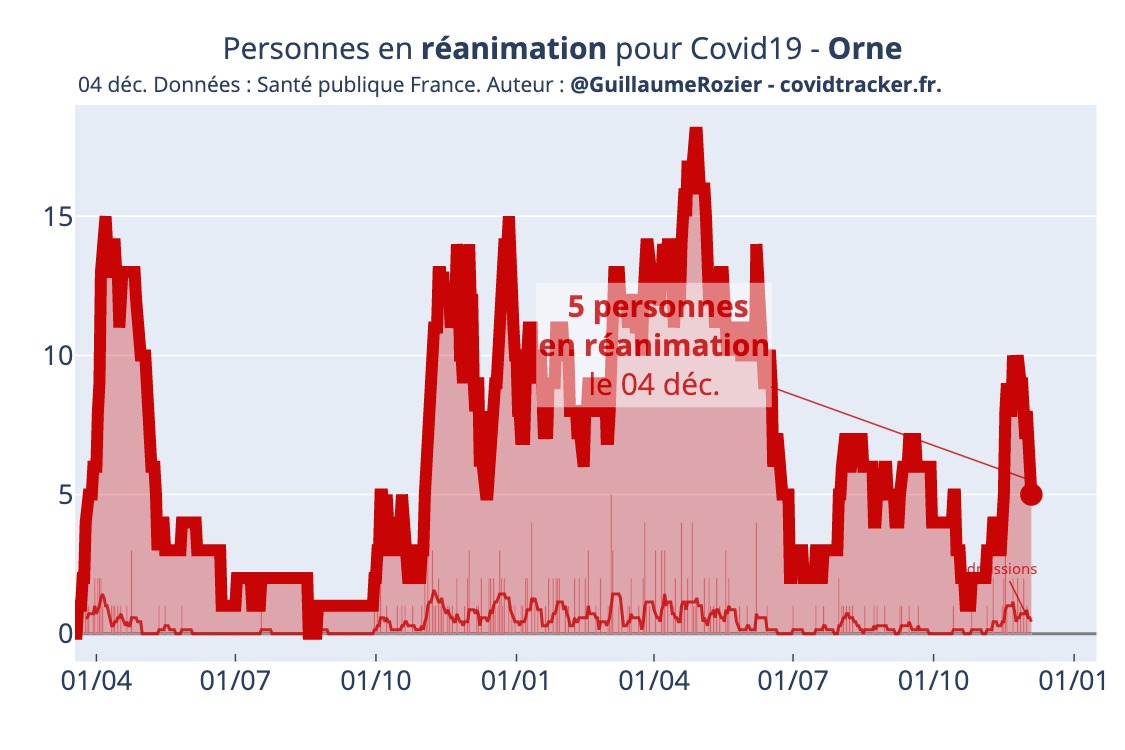 Personnes en réanimation pour Covid19 - Orne
04 déc. Données : Santé publique France. Auteur : @GuillaumeRozier - covidtracker.fr.
15
10
5
0
5 personnes
en réanimation
le 04 déc.
01/04
01/07
01/10
01/01
01/04
01/07
01/10
01/01